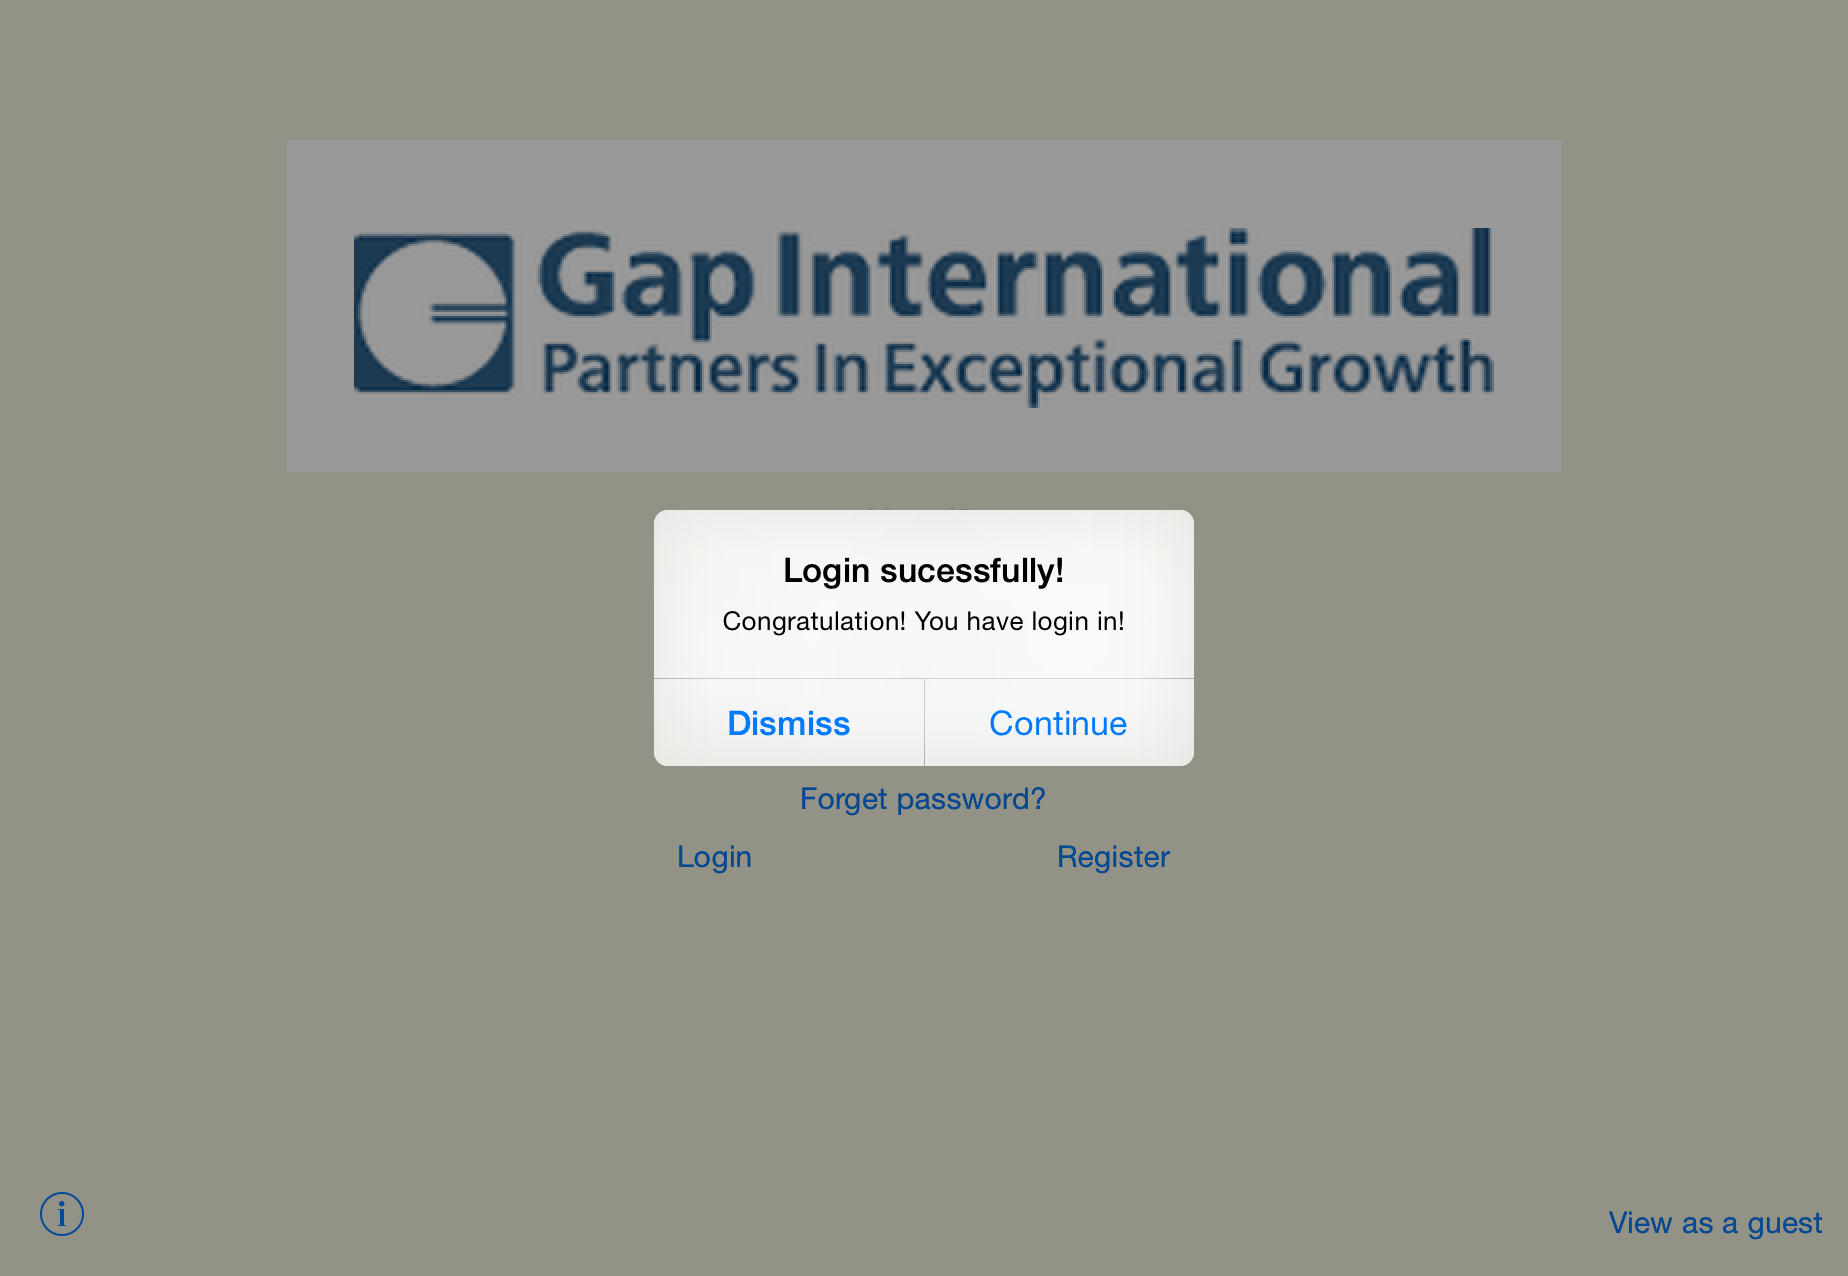 Gap International
Partners In Exceptional Growth
Login sucessfully!
Congratulation! You have login in!
Dismiss
Continue
Forget password?
Login
Register
i
View as a guest